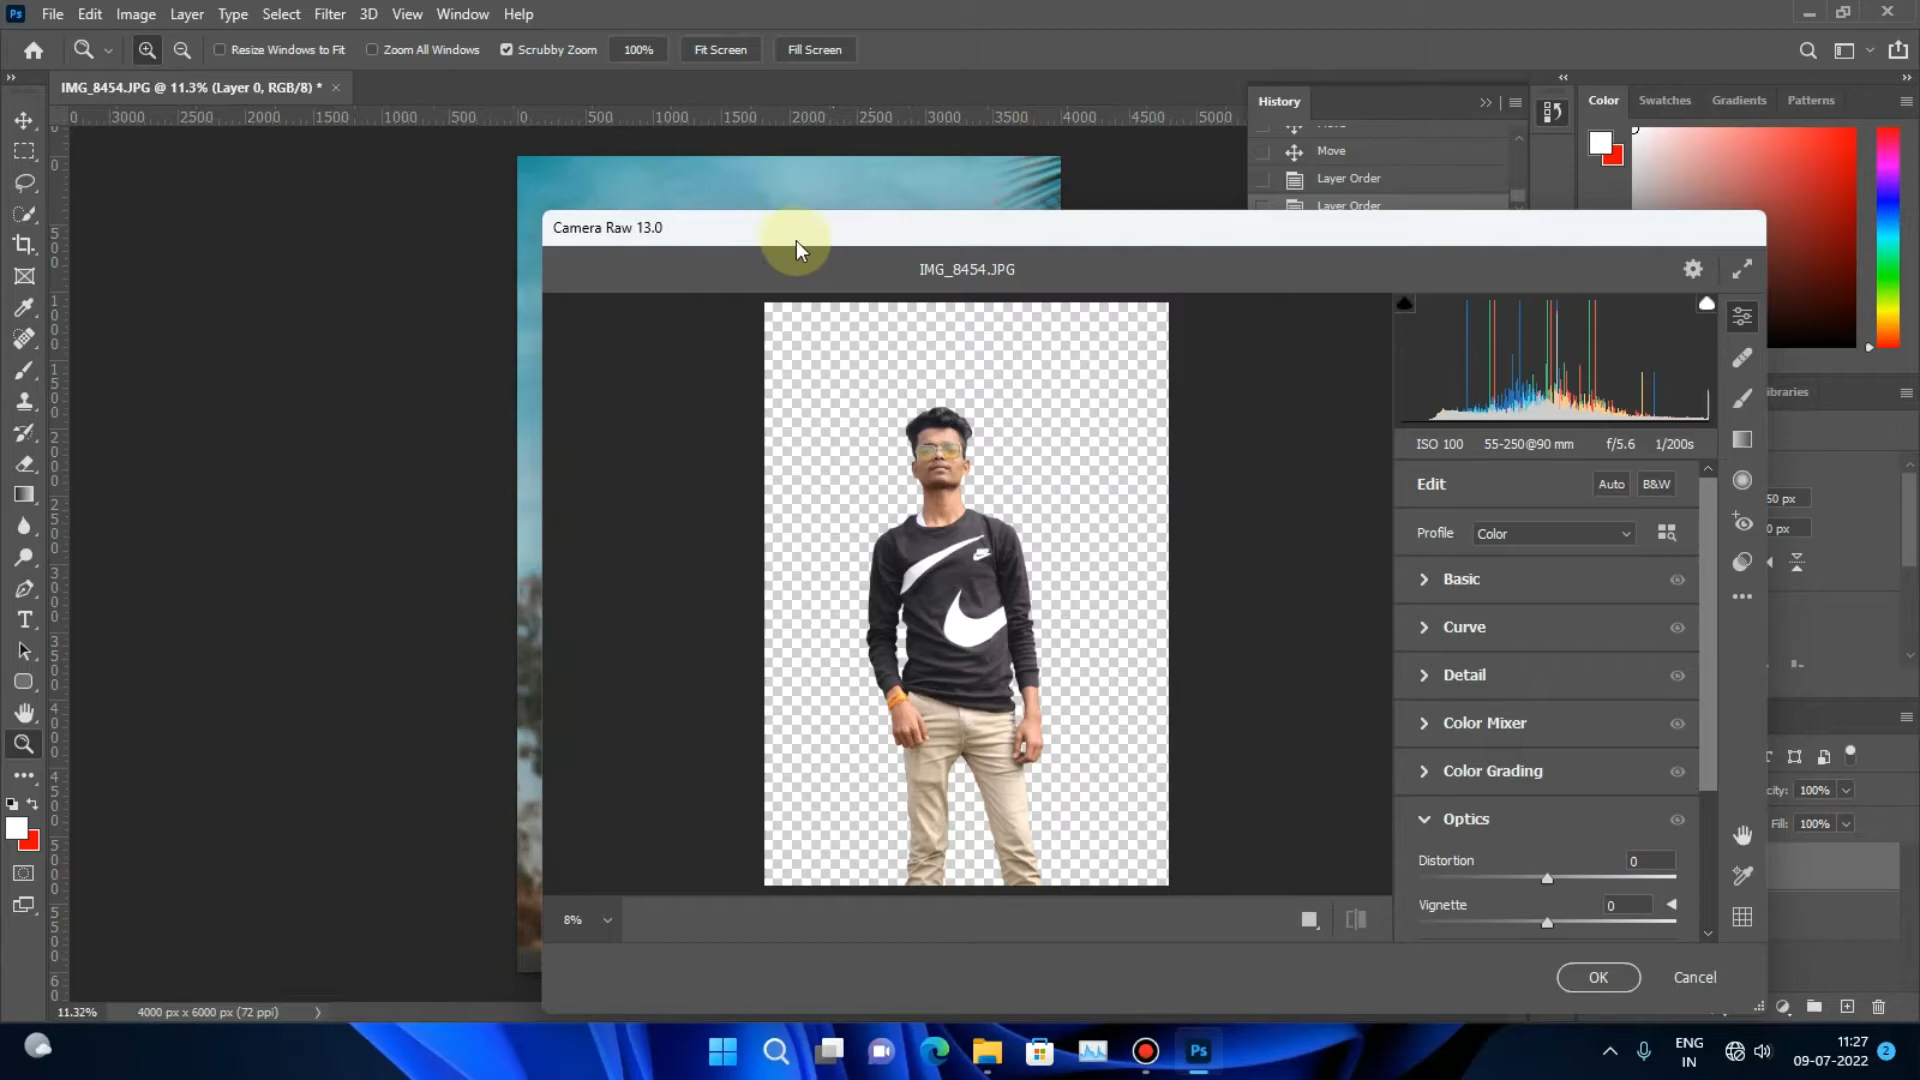 Ps File Edit Image Layer Type Select Filter 3D View Window Help
Resize Windows to Fit Zoom All Windows Scrubby Zoom 100% Fit Screen Fill Screen
IMG_8454.JPG @ 11.3% (Layer 0, RGB/8) * ×
0 3000 2500 2000 1500 1000 500 0 500 1000 1500 2000 2500 3000 3500 4000 4500 5000
History
Color Swatches Gradients Patterns
Move
Layer Order
Layer Order
Camera Raw 13.0
IMG_8454.JPG
ISO 100 55-250@90 mm f/5.6 1/200s
Edit Auto B&W
Profile Color
Basic
Curve
Detail
Color Mixer
Color Grading
Optics
Distortion 0
Vignette 0
ibraries
50 px
0 px
city: 100%
Fill: 100%
8%
OK Cancel
11.32% 4000 px x 6000 px (72 ppi)
Ps
ENG
IN
11:27
09-07-2022
2